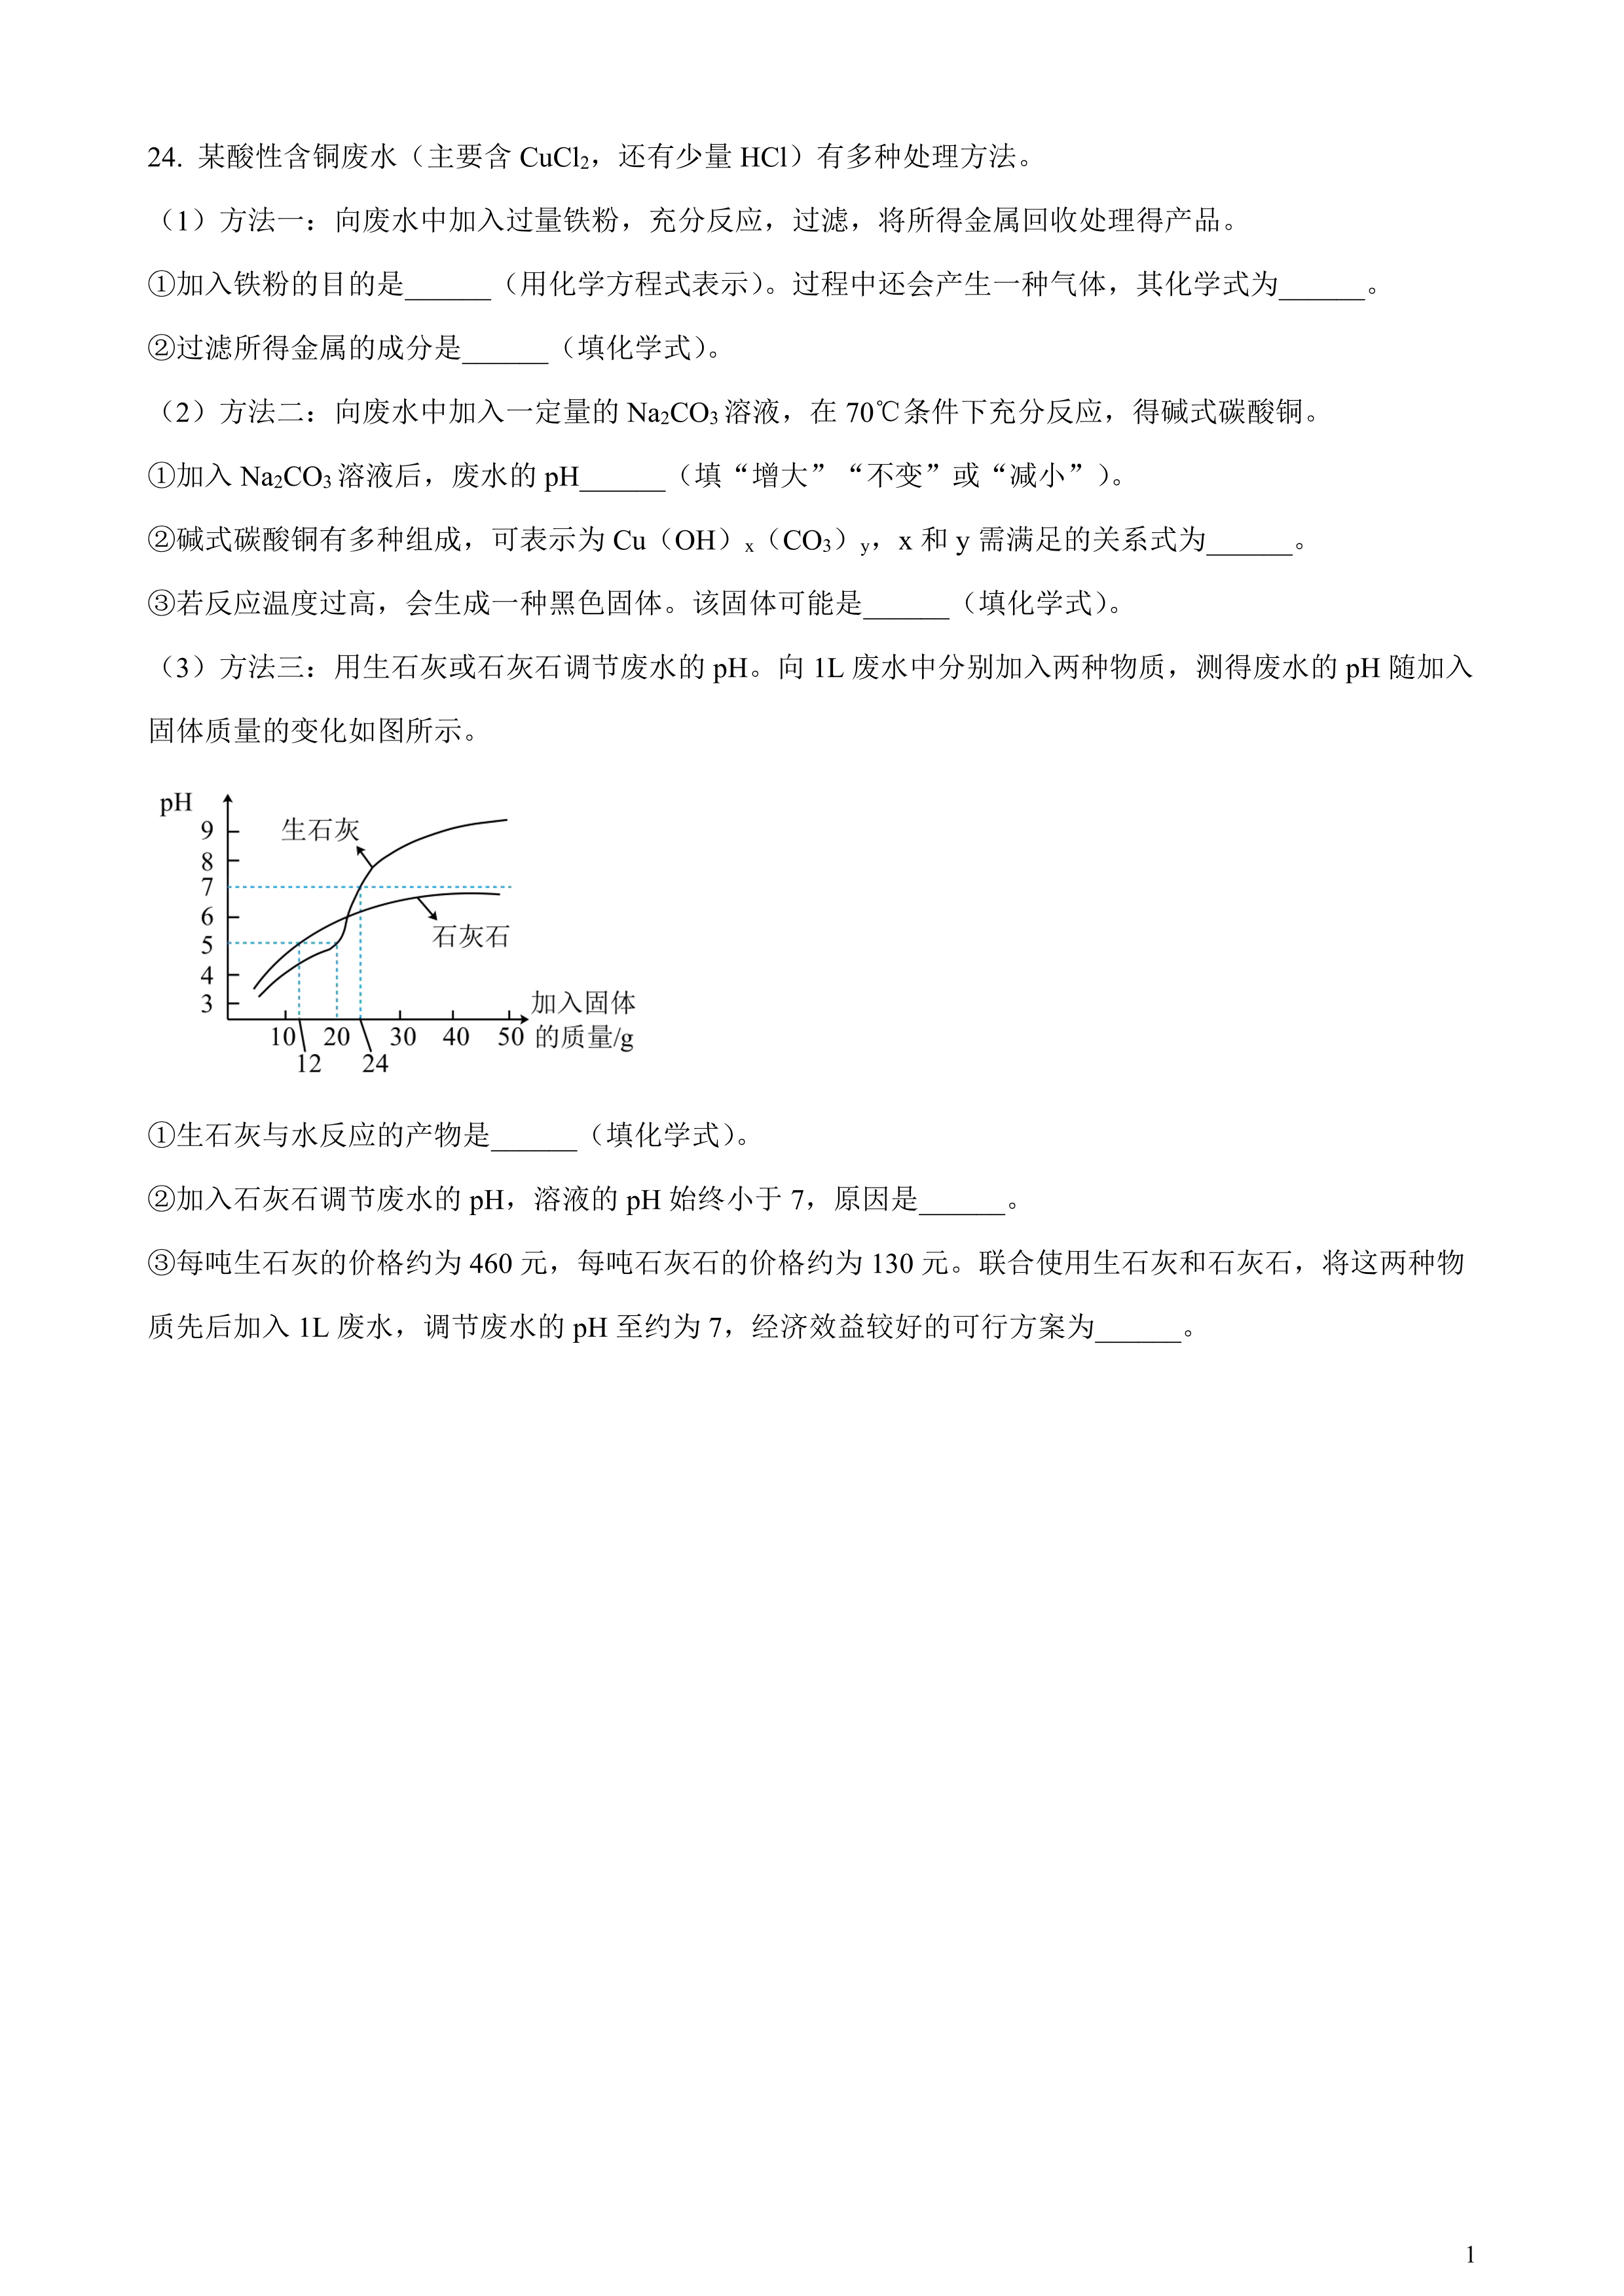 24. 某酸性含铜废水（主要含 CuCl₂，还有少量 HCl）有多种处理方法。
（1）方法一：向废水中加入过量铁粉，充分反应，过滤，将所得金属回收处理得产品。
①加入铁粉的目的是______（用化学方程式表示）。过程中还会产生一种气体，其化学式为______。
②过滤所得金属的成分是______（填化学式）。
（2）方法二：向废水中加入一定量的 Na₂CO₃ 溶液，在 70℃条件下充分反应，得碱式碳酸铜。
①加入 Na₂CO₃ 溶液后，废水的 pH______（填“增大”“不变”或“减小”）。
②碱式碳酸铜有多种组成，可表示为 Cu（OH）ₓ（CO₃）ᵧ，x 和 y 需满足的关系式为______。
③若反应温度过高，会生成一种黑色固体。该固体可能是______（填化学式）。
（3）方法三：用生石灰或石灰石调节废水的 pH。向 1L 废水中分别加入两种物质，测得废水的 pH 随加入
固体质量的变化如图所示。
pH
9
8
7
6
5
4
3
生石灰
石灰石
10 20 30 40 50
12 24
加入固体
的质量/g
①生石灰与水反应的产物是______（填化学式）。
②加入石灰石调节废水的 pH，溶液的 pH 始终小于 7，原因是______。
③每吨生石灰的价格约为 460 元，每吨石灰石的价格约为 130 元。联合使用生石灰和石灰石，将这两种物
质先后加入 1L 废水，调节废水的 pH 至约为 7，经济效益较好的可行方案为______。
1